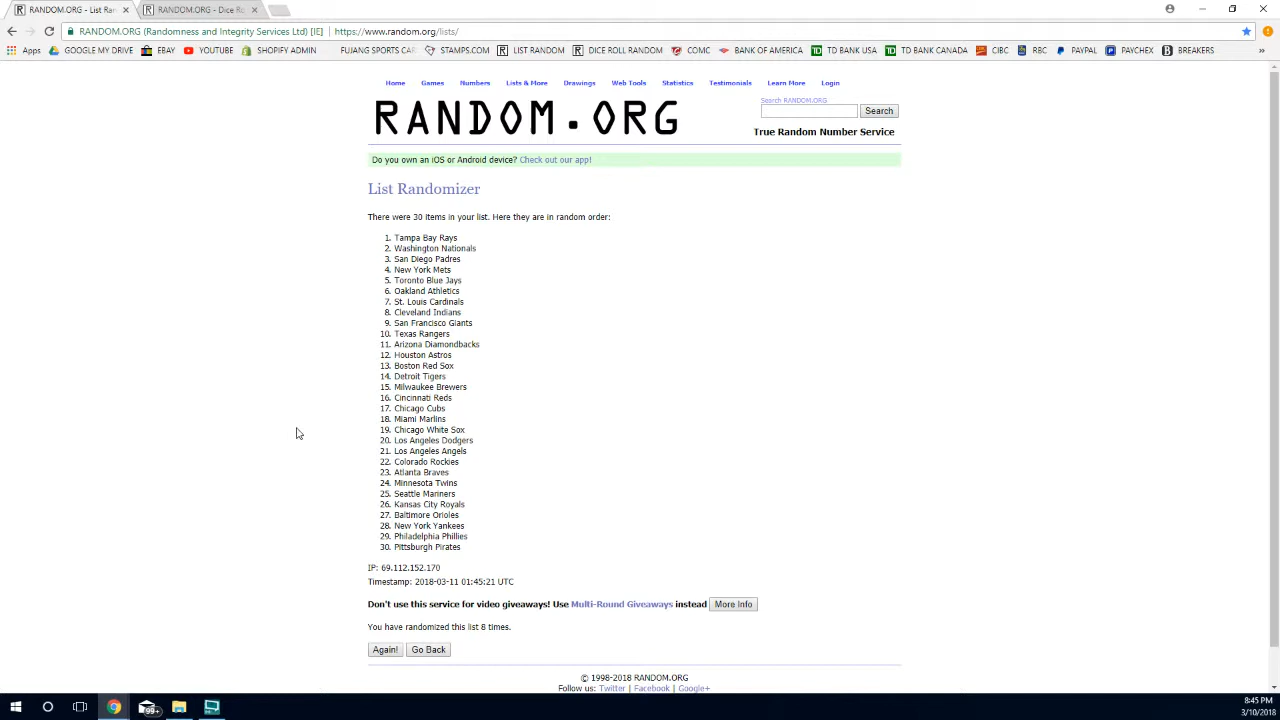 RANDOM.ORG - List Ran
RANDOM.ORG - Dice Ro
RANDOM.ORG (Randomness and Integrity Services Ltd) [IE] https://www.random.org/lists/
Apps GOOGLE MY DRIVE EBAY YOUTUBE SHOPIFY ADMIN FUJANG SPORTS CAR STAMPS.COM LIST RANDOM DICE ROLL RANDOM COMC BANK OF AMERICA TD BANK USA TD BANK CANADA CIBC RBC PAYPAL PAYCHEX BREAKERS
Home Games Numbers Lists & More Drawings Web Tools Statistics Testimonials Learn More Login
RANDOM.ORG
Search RANDOM.ORG
Search
True Random Number Service
Do you own an iOS or Android device? Check out our app!
List Randomizer
There were 30 items in your list. Here they are in random order:
1. Tampa Bay Rays
2. Washington Nationals
3. San Diego Padres
4. New York Mets
5. Toronto Blue Jays
6. Oakland Athletics
7. St. Louis Cardinals
8. Cleveland Indians
9. San Francisco Giants
10. Texas Rangers
11. Arizona Diamondbacks
12. Houston Astros
13. Boston Red Sox
14. Detroit Tigers
15. Milwaukee Brewers
16. Cincinnati Reds
17. Chicago Cubs
18. Miami Marlins
19. Chicago White Sox
20. Los Angeles Dodgers
21. Los Angeles Angels
22. Colorado Rockies
23. Atlanta Braves
24. Minnesota Twins
25. Seattle Mariners
26. Kansas City Royals
27. Baltimore Orioles
28. New York Yankees
29. Philadelphia Phillies
30. Pittsburgh Pirates
IP: 69.112.152.170
Timestamp: 2018-03-11 01:45:21 UTC
Don't use this service for video giveaways! Use Multi-Round Giveaways instead More Info
You have randomized this list 8 times.
Again! Go Back
© 1998-2018 RANDOM.ORG
Follow us: Twitter | Facebook | Google+
99+
8:45 PM
3/10/2018